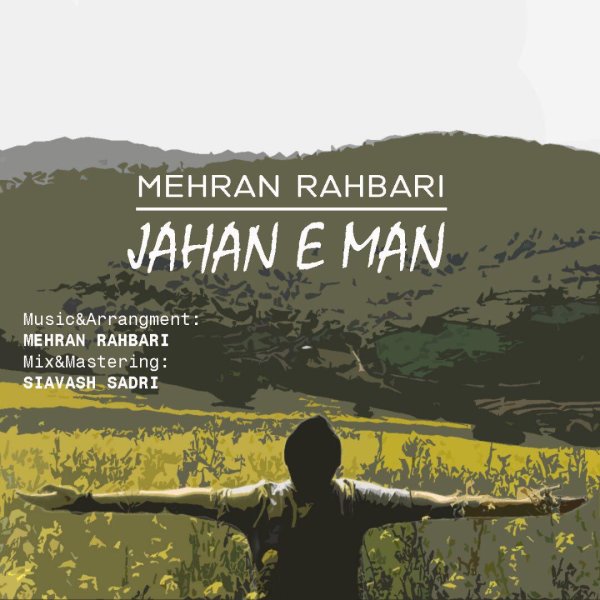 MEHRAN RAHBARI
JAHAN E MAN
Music&Arrangment:
MEHRAN RAHBARI
Mix&Mastering:
SIAVASH SADRI